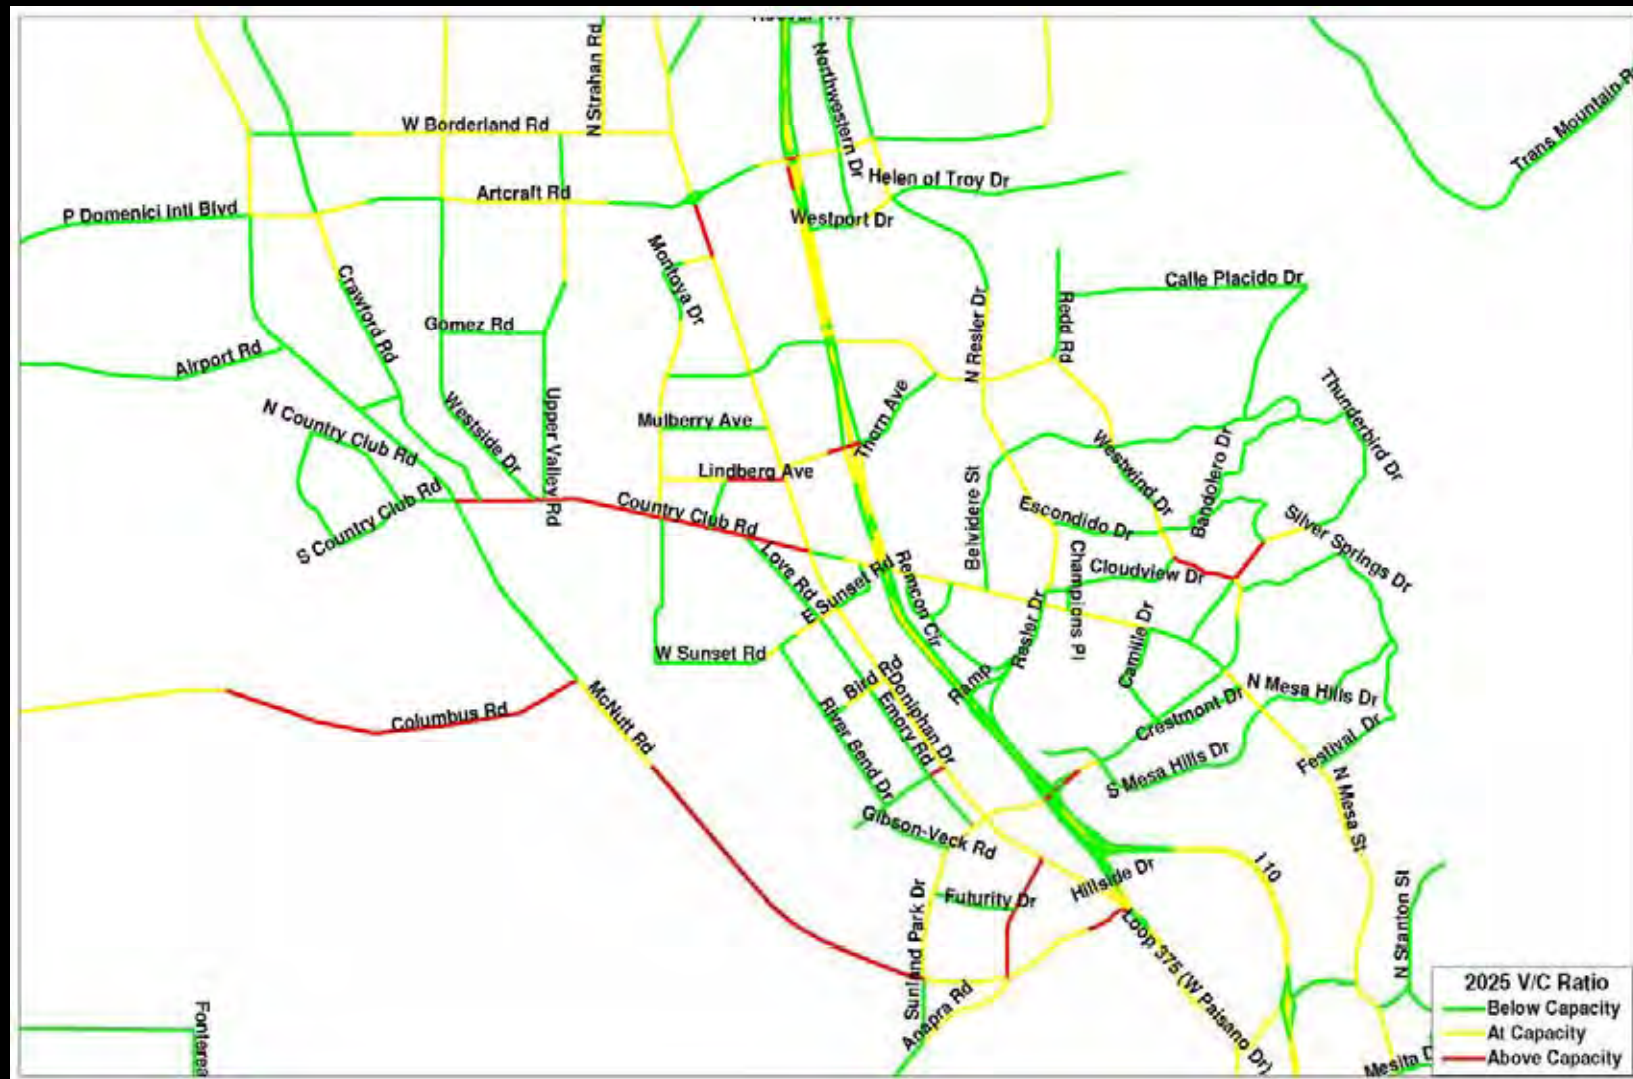 N Strahan Rd
Northwestern Dr
Trans Mountain R
W Borderland Rd
Helen of Troy Dr
Artcraft Rd
P Domenici Intl Blvd
Westport Dr
Montoya Dr
Crawford Rd
Calle Placido Dr
N Resler Dr
Redd Rd
Gomez Rd
Airport Rd
Thunderbird Dr
Thorn Ave
N Country Club Rd
Westside Dr
Upper Valley Rd
Mulberry Ave
Westwind Dr
Bandolero Dr
Lindberg Ave
Belvidere St
S Country Club Rd
Country Club Rd
Escondido Dr
Silver Springs Dr
Love Rd
E Sunset Rd
Remcon Cir
Champions Pl
Cloudview Dr
Resler Dr
Camille Dr
W Sunset Rd
Bird Rd
Ramp
N Mesa Hills Dr
Doniphan Dr
Emory Rd
River Bend Dr
Crestmont Dr
McNutt Rd
Columbus Rd
S Mesa Hills Dr
Festival Dr
N Mesa St
Gibson-Veck Rd
Hillside Dr
I 10
Futurity Dr
Sunland Park Dr
N Stanton St
Loop 375 (W Paisano Dr)
Anapra Rd
Fonterea
Mesita D
2025 V/C Ratio
Below Capacity
At Capacity
Above Capacity